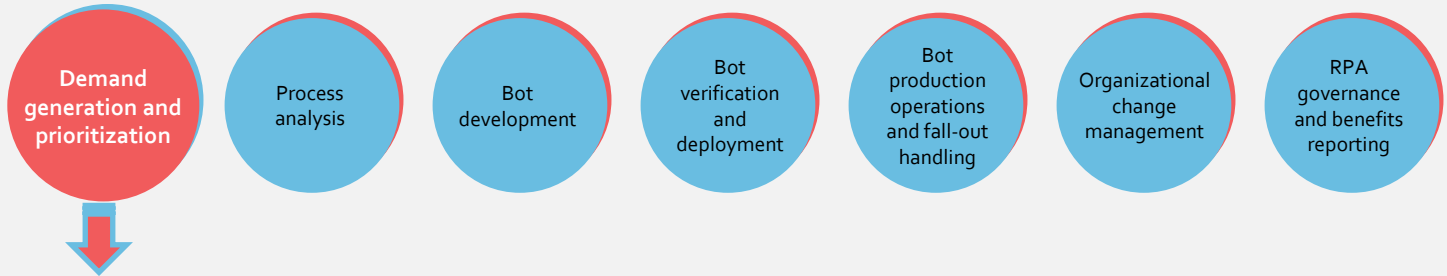 Demand
generation and
prioritization
Process
analysis
Bot
development
Bot
verification
and
deployment
Bot
production
operations
and fall-out
handling
Organizational
change
management
RPA
governance
and benefits
reporting